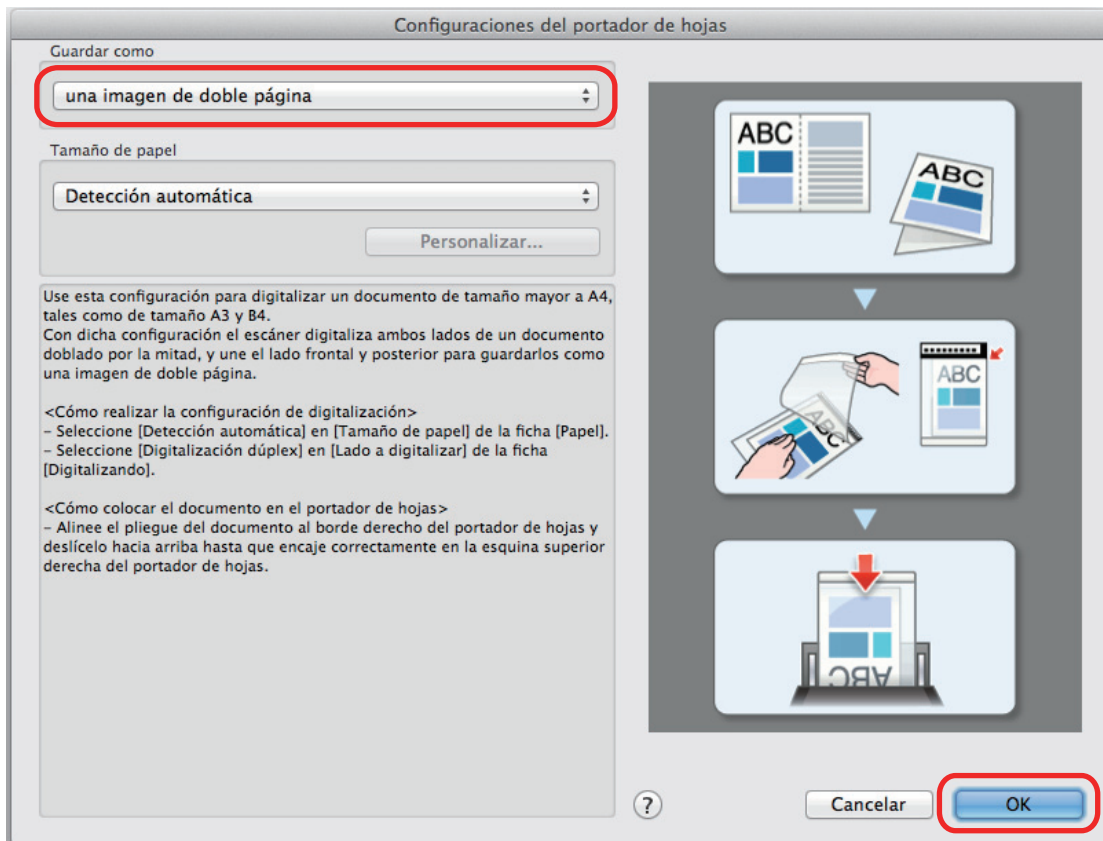 Configuraciones del portador de hojas
Guardar como
una imagen de doble página
Tamaño de papel
Detección automática
Personalizar...
Use esta configuración para digitalizar un documento de tamaño mayor a A4,
tales como de tamaño A3 y B4.
Con dicha configuración el escáner digitaliza ambos lados de un documento
doblado por la mitad, y une el lado frontal y posterior para guardarlos como
una imagen de doble página.
<Cómo realizar la configuración de digitalización>
– Seleccione [Detección automática] en [Tamaño de papel] de la ficha [Papel].
– Seleccione [Digitalización dúplex] en [Lado a digitalizar] de la ficha
[Digitalizando].
<Cómo colocar el documento en el portador de hojas>
– Alinee el pliegue del documento al borde derecho del portador de hojas y
deslícelo hacia arriba hasta que encaje correctamente en la esquina superior
derecha del portador de hojas.
ABC
ABC
ABC
ABC
ABC
?
Cancelar
OK